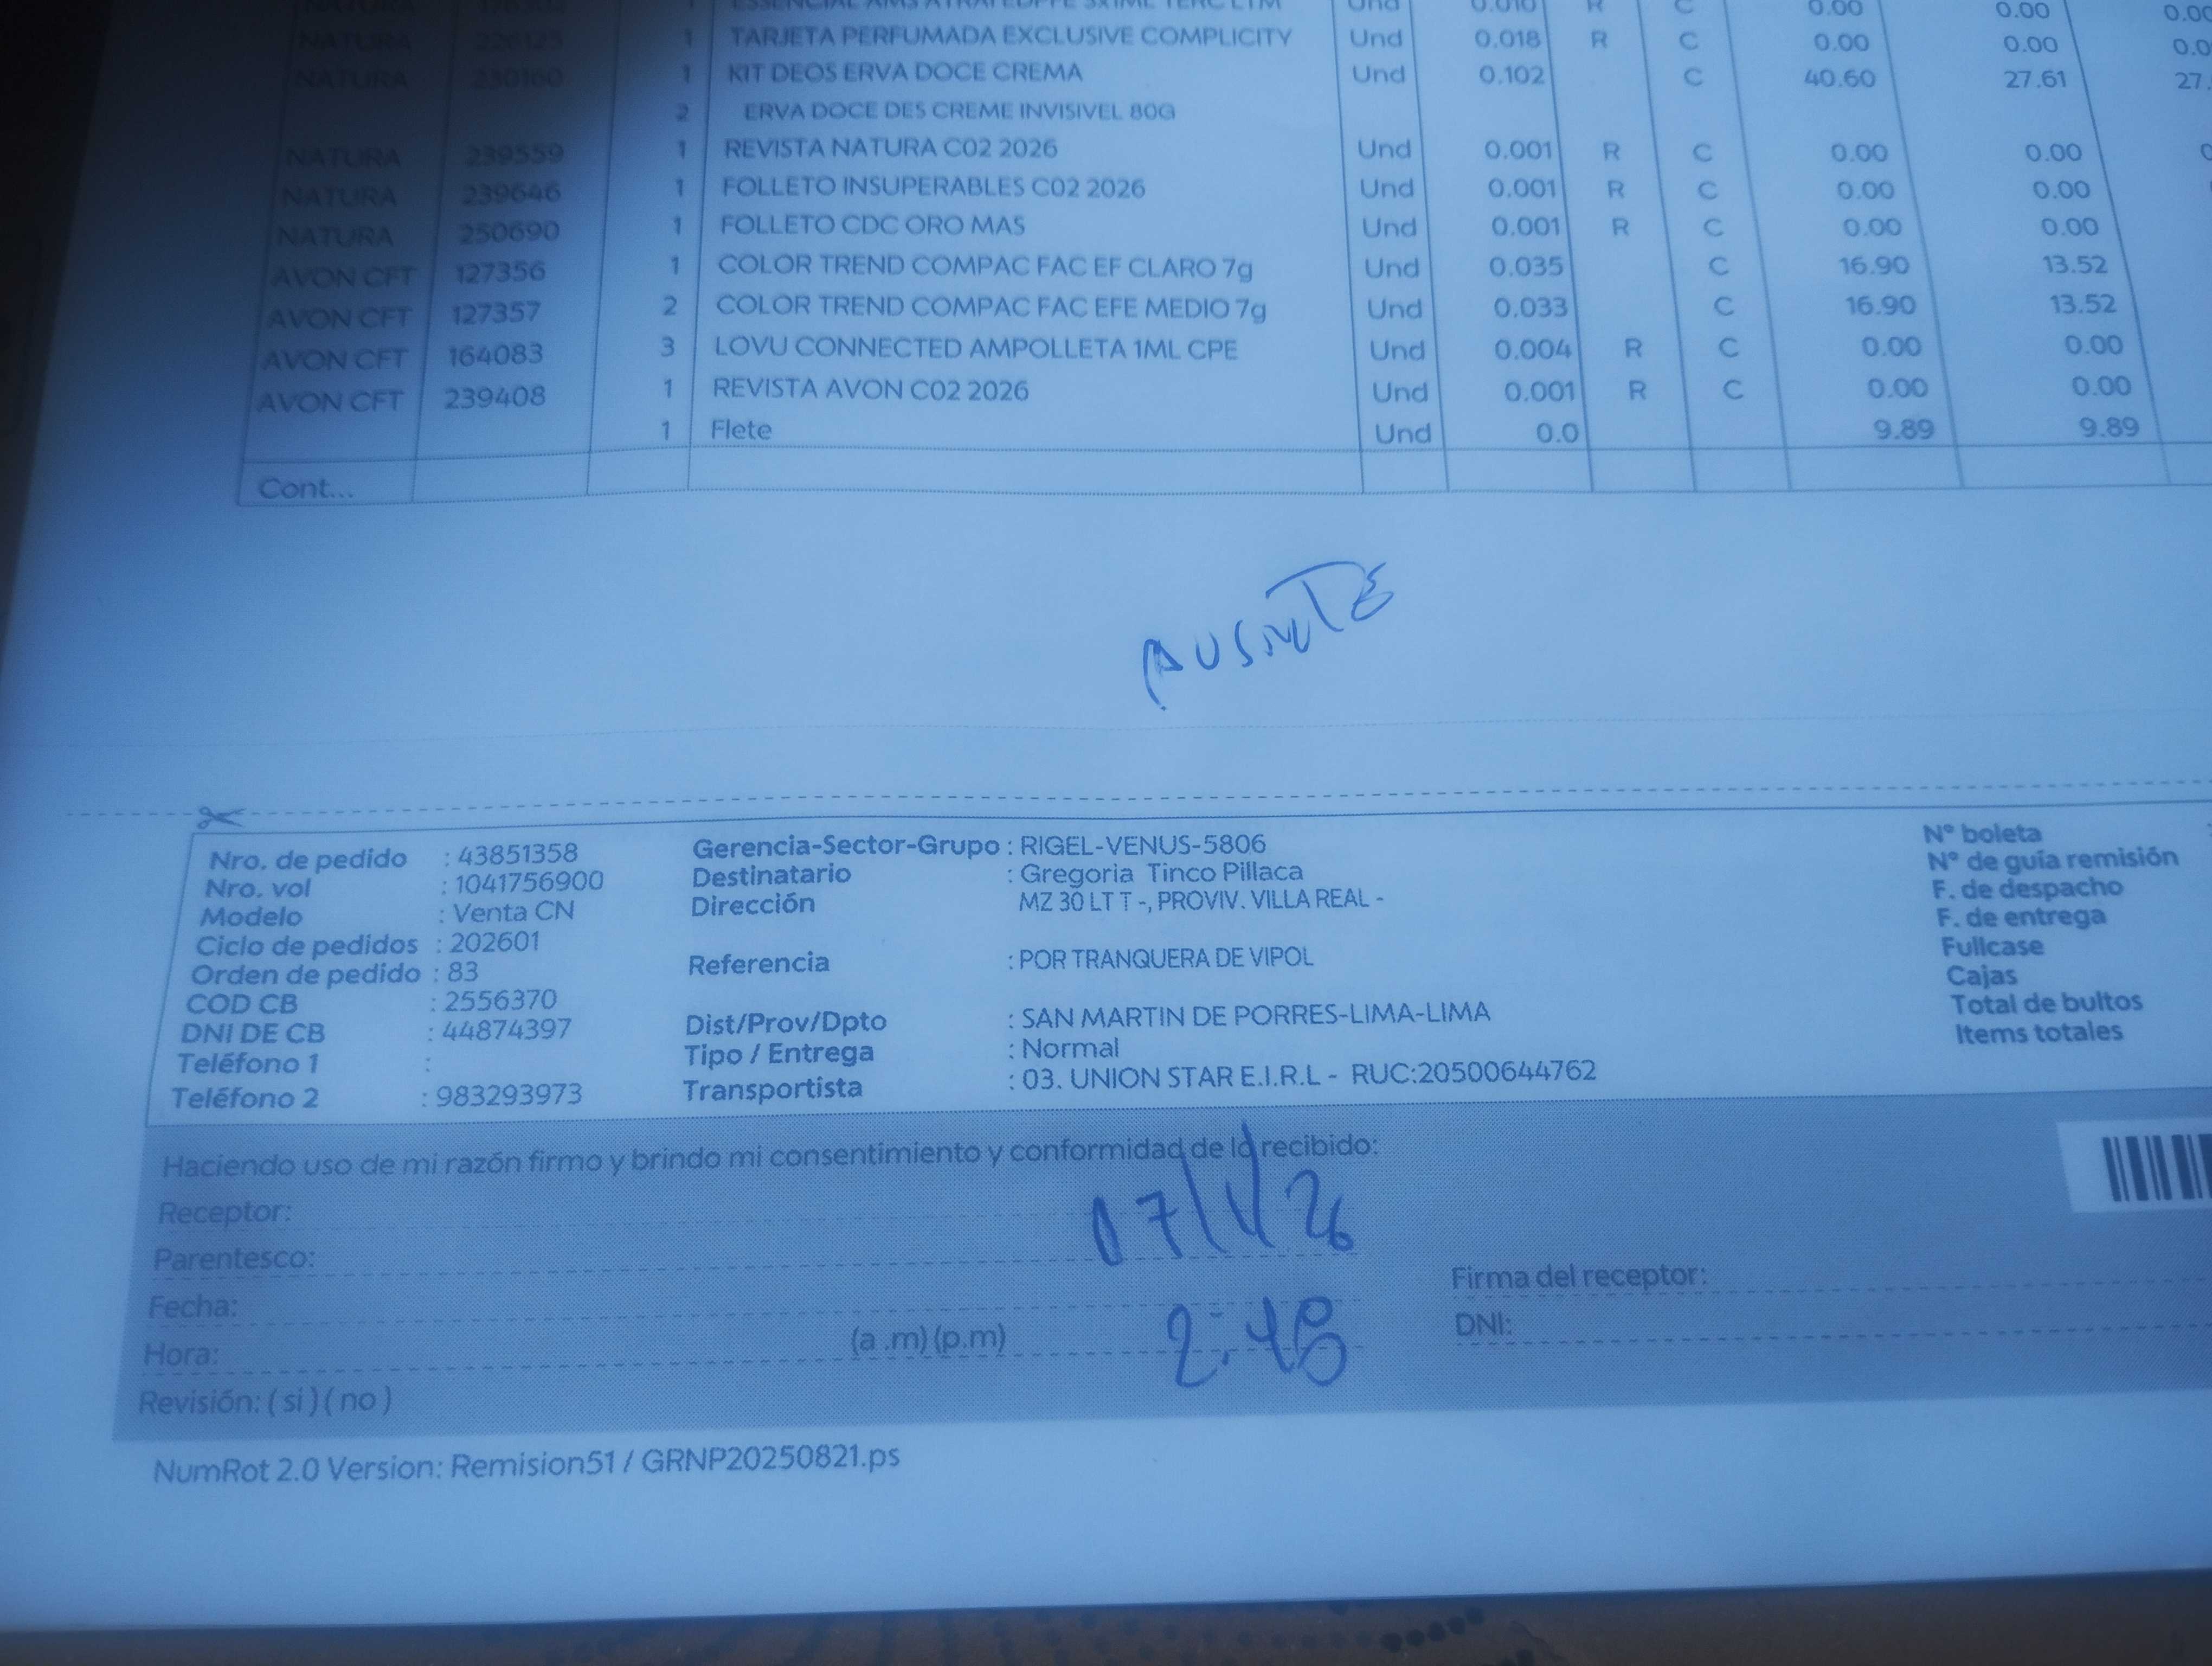 TARJETA PERFUMADA EXCLUSIVE COMPLICITY Und 0.018 R C 0.00 0.00
NATURA 230160 1 KIT DEOS ERVA DOCE CREMA Und 0.102 C 40.60 27.61 27.
2 ERVA DOCE DES CREME INVISIVEL 80G
NATURA 239559 1 REVISTA NATURA C02 2026 Und 0.001 R C 0.00 0.00
NATURA 239646 1 FOLLETO INSUPERABLES C02 2026 Und 0.001 R C 0.00 0.00
NATURA 250690 1 FOLLETO CDC ORO MAS Und 0.001 R C 0.00 0.00
AVON CFT 127356 1 COLOR TREND COMPAC FAC EF CLARO 7g Und 0.035 C 16.90 13.52
AVON CFT 127357 2 COLOR TREND COMPAC FAC EFE MEDIO 7g Und 0.033 C 16.90 13.52
AVON CFT 164083 3 LOVU CONNECTED AMPOLLETA 1ML CPE Und 0.004 R C 0.00 0.00
AVON CFT 239408 1 REVISTA AVON C02 2026 Und 0.001 R C 0.00 0.00
1 Flete Und 0.0 9.89 9.89
Cont...
AUSNTE
Nro. de pedido : 43851358
Nro. vol : 1041756900
Modelo : Venta CN
Ciclo de pedidos : 202601
Orden de pedido : 83
COD CB : 2556370
DNI DE CB : 44874397
Teléfono 1 :
Teléfono 2 : 983293973
Gerencia-Sector-Grupo : RIGEL-VENUS-5806
Destinatario : Gregoria Tinco Pillaca
Dirección MZ 30 LT T -, PROVIV. VILLA REAL -
Referencia : POR TRANQUERA DE VIPOL
Dist/Prov/Dpto : SAN MARTIN DE PORRES-LIMA-LIMA
Tipo / Entrega : Normal
Transportista : 03. UNION STAR E.I.R.L - RUC:20500644762
N° boleta
N° de guía remisión
F. de despacho
F. de entrega
Fullcase
Cajas
Total de bultos
Items totales
Haciendo uso de mi razón firmo y brindo mi consentimiento y conformidad de lo recibido:
Receptor:
07/1/26
Parentesco:
Fecha:
Hora: (a .m) (p.m) 2:48
Revisión: ( si ) ( no )
Firma del receptor:
DNI:
NumRot 2.0 Version: Remision51 / GRNP20250821.ps